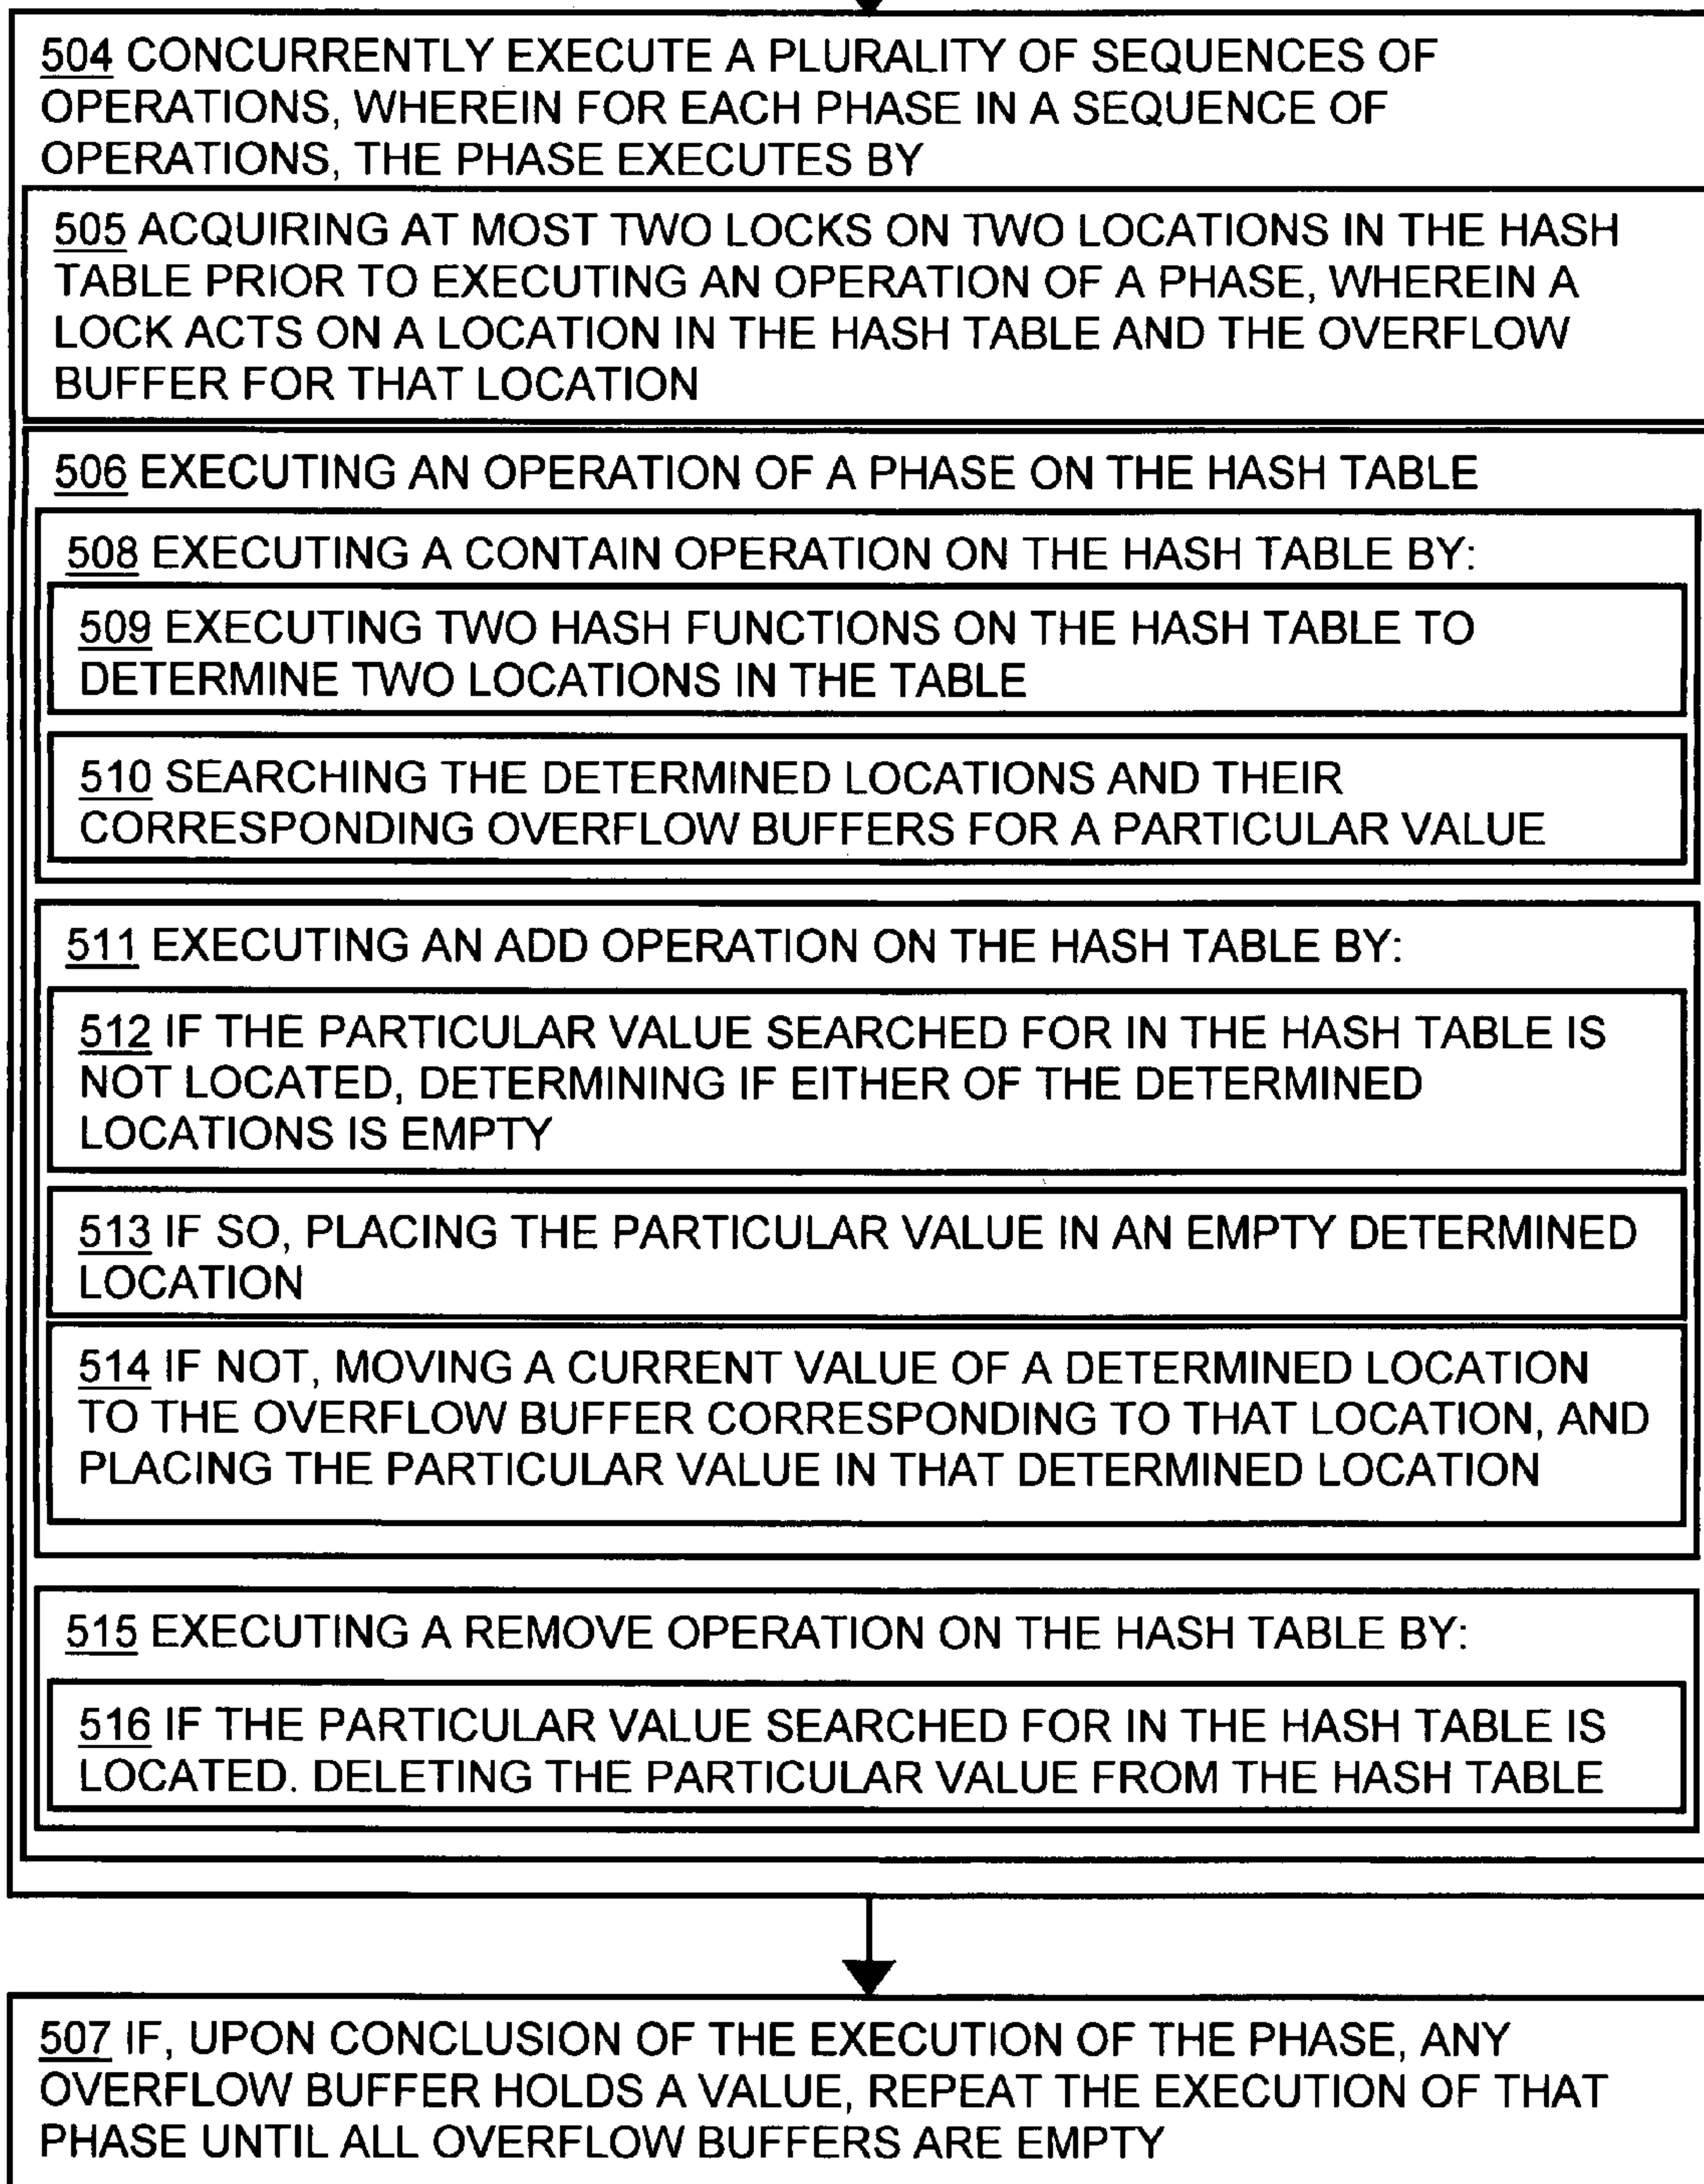 504 CONCURRENTLY EXECUTE A PLURALITY OF SEQUENCES OF
OPERATIONS, WHEREIN FOR EACH PHASE IN A SEQUENCE OF
OPERATIONS, THE PHASE EXECUTES BY
505 ACQUIRING AT MOST TWO LOCKS ON TWO LOCATIONS IN THE HASH
TABLE PRIOR TO EXECUTING AN OPERATION OF A PHASE, WHEREIN A
LOCK ACTS ON A LOCATION IN THE HASH TABLE AND THE OVERFLOW
BUFFER FOR THAT LOCATION
506 EXECUTING AN OPERATION OF A PHASE ON THE HASH TABLE
508 EXECUTING A CONTAIN OPERATION ON THE HASH TABLE BY:
509 EXECUTING TWO HASH FUNCTIONS ON THE HASH TABLE TO
DETERMINE TWO LOCATIONS IN THE TABLE
510 SEARCHING THE DETERMINED LOCATIONS AND THEIR
CORRESPONDING OVERFLOW BUFFERS FOR A PARTICULAR VALUE
511 EXECUTING AN ADD OPERATION ON THE HASH TABLE BY:
512 IF THE PARTICULAR VALUE SEARCHED FOR IN THE HASH TABLE IS
NOT LOCATED, DETERMINING IF EITHER OF THE DETERMINED
LOCATIONS IS EMPTY
513 IF SO, PLACING THE PARTICULAR VALUE IN AN EMPTY DETERMINED
LOCATION
514 IF NOT, MOVING A CURRENT VALUE OF A DETERMINED LOCATION
TO THE OVERFLOW BUFFER CORRESPONDING TO THAT LOCATION, AND
PLACING THE PARTICULAR VALUE IN THAT DETERMINED LOCATION
515 EXECUTING A REMOVE OPERATION ON THE HASH TABLE BY:
516 IF THE PARTICULAR VALUE SEARCHED FOR IN THE HASH TABLE IS
LOCATED. DELETING THE PARTICULAR VALUE FROM THE HASH TABLE
507 IF, UPON CONCLUSION OF THE EXECUTION OF THE PHASE, ANY
OVERFLOW BUFFER HOLDS A VALUE, REPEAT THE EXECUTION OF THAT
PHASE UNTIL ALL OVERFLOW BUFFERS ARE EMPTY